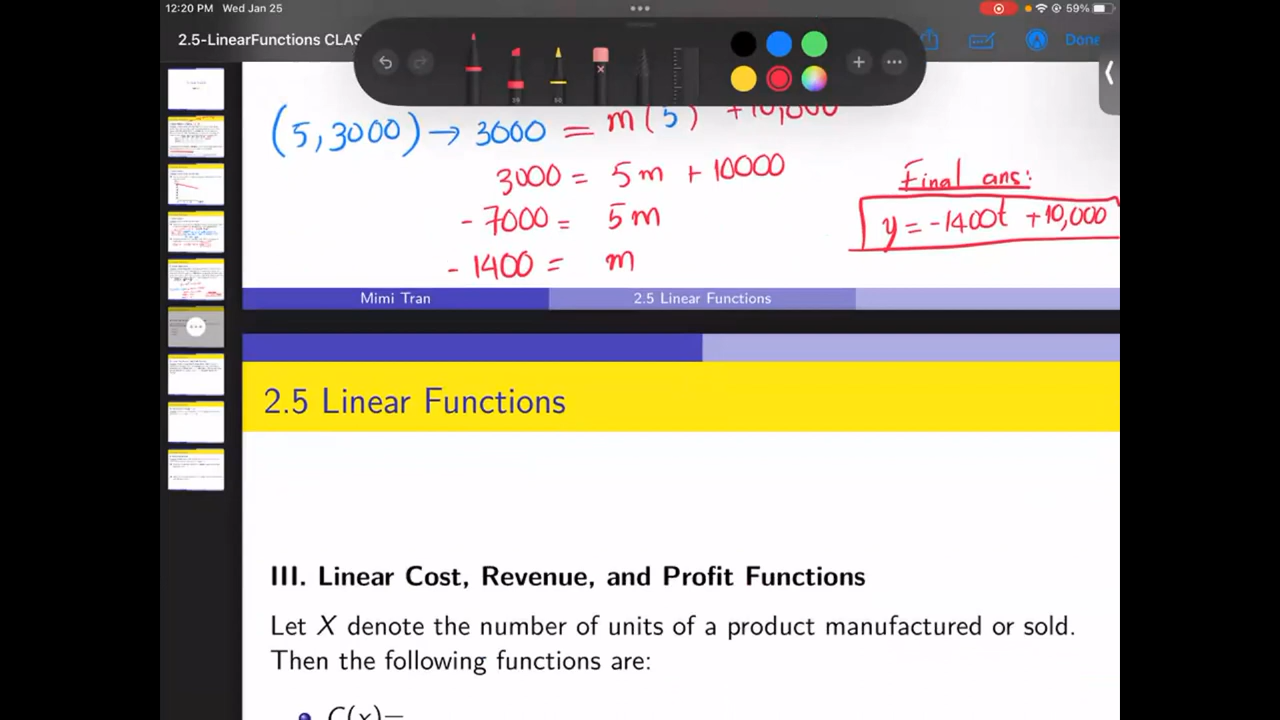 12:20 PM Wed Jan 25
59%
2.5-LinearFunctions CLAS
Done
(5,3000) → 3000 = m(5) +10,000
3000 = 5m + 10000
-7000 = 5m
-1400 = m
Final ans:
y = -1400t +10,000
Mimi Tran
2.5 Linear Functions
2.5 Linear Functions
III. Linear Cost, Revenue, and Profit Functions
Let X denote the number of units of a product manufactured or sold.
Then the following functions are:
C(x)=